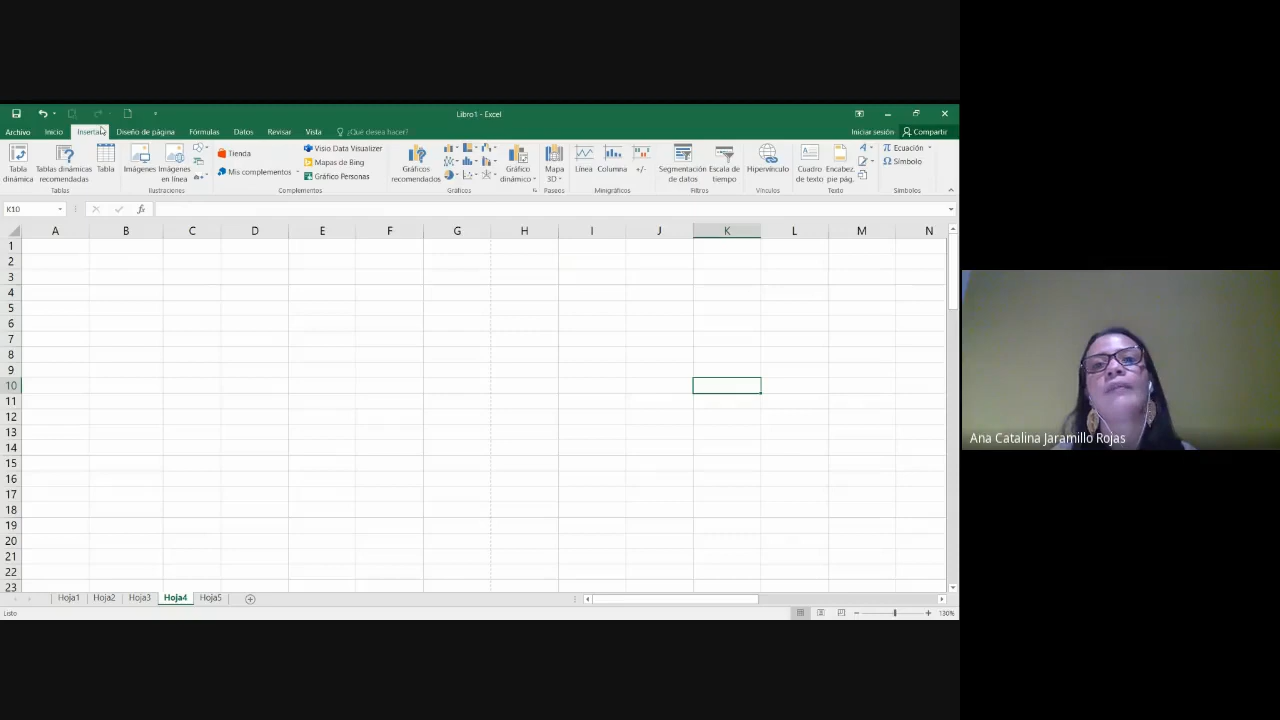 Libro1 - Excel
Archivo Inicio Insertar Diseño de página Fórmulas Datos Revisar Vista ¿Qué desea hacer? Iniciar sesión Compartir
Tabla dinámica
Tablas dinámicas recomendadas
Tabla
Tablas
Imágenes
Imágenes en línea
Ilustraciones
Tienda
Mis complementos
Visio Data Visualizer
Mapas de Bing
Gráfico Personas
Complementos
Gráficos recomendados
Gráfico dinámico
Gráficos
Mapa 3D
Paseos
Línea
Columna
+/-
Minigráficos
Segmentación de datos
Escala de tiempo
Filtros
Hipervínculo
Vínculos
Cuadro de texto
Encabez. pie pág.
Texto
Ecuación
Símbolo
Símbolos
K10
fx
A B C D E F G H I J K L M N
1
2
3
4
5
6
7
8
9
10
11
12
13
14
15
16
17
18
19
20
21
22
23
Hoja1 Hoja2 Hoja3 Hoja4 Hoja5
Listo
130%
Ana Catalina Jaramillo Rojas